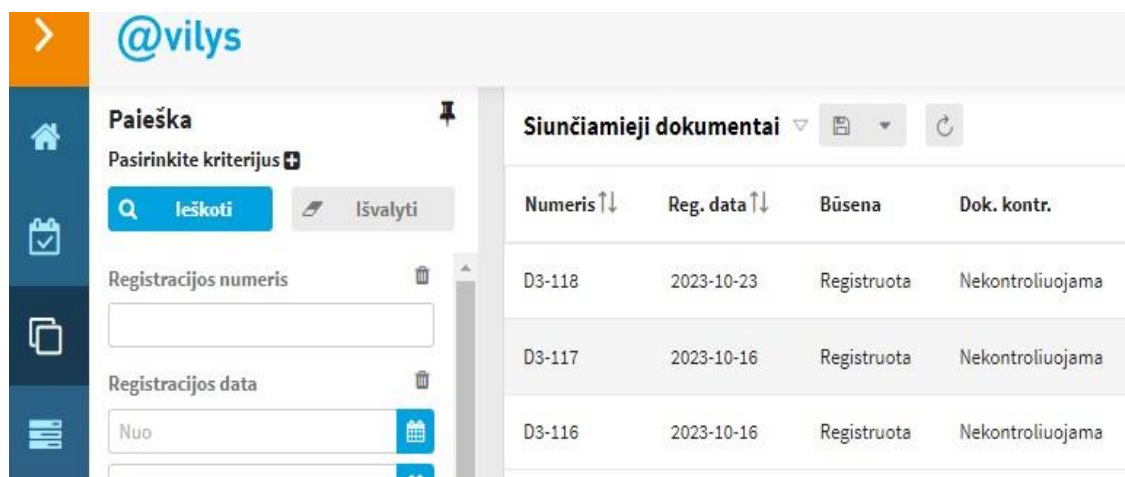 @vilys
Paieška
Pasirinkite kriterijus
Ieškoti
Išvalyti
Registracijos numeris
Registracijos data
Nuo
Siunčiamieji dokumentai
Numeris Reg. data Būsena Dok. kontr.
D3-118 2023-10-23 Registruota Nekontroliuojama
D3-117 2023-10-16 Registruota Nekontroliuojama
D3-116 2023-10-16 Registruota Nekontroliuojama